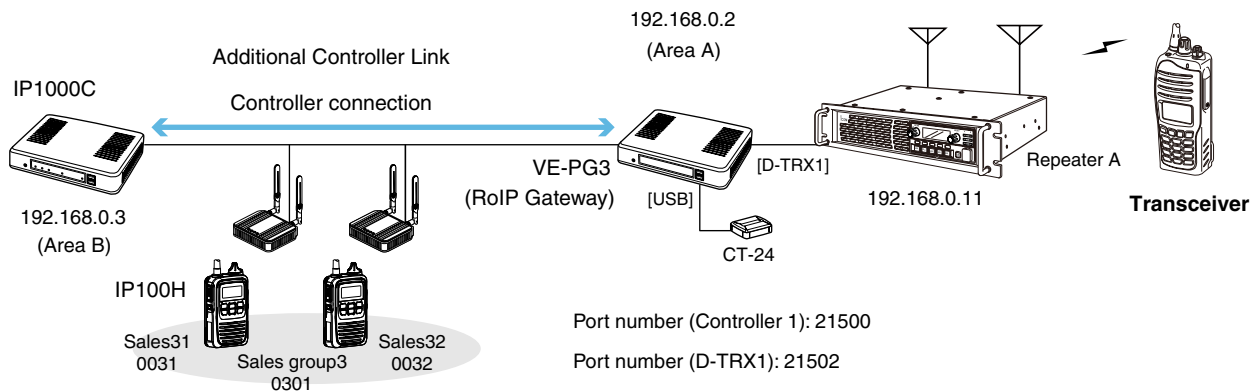 192.168.0.2
(Area A)
Additional Controller Link
IP1000C
Controller connection
VE-PG3
(RoIP Gateway)
[D-TRX1]
Repeater A
[USB]
192.168.0.11
Transceiver
192.168.0.3
(Area B)
CT-24
IP100H
Port number (Controller 1): 21500
Sales31
0031
Sales group3
0301
Sales32
0032
Port number (D-TRX1): 21502